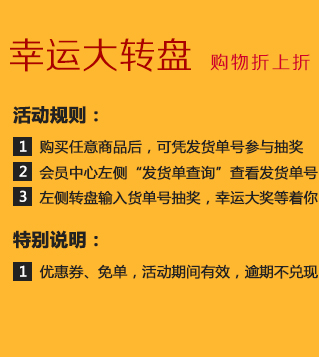 幸运大转盘 购物折上折
活动规则：
1 购买任意商品后，可凭发货单号参与抽奖
2 会员中心左侧“发货单查询”查看发货单号
3 左侧转盘输入货单号抽奖，幸运大奖等着你
特别说明：
1 优惠券、免单，活动期间有效，逾期不兑现